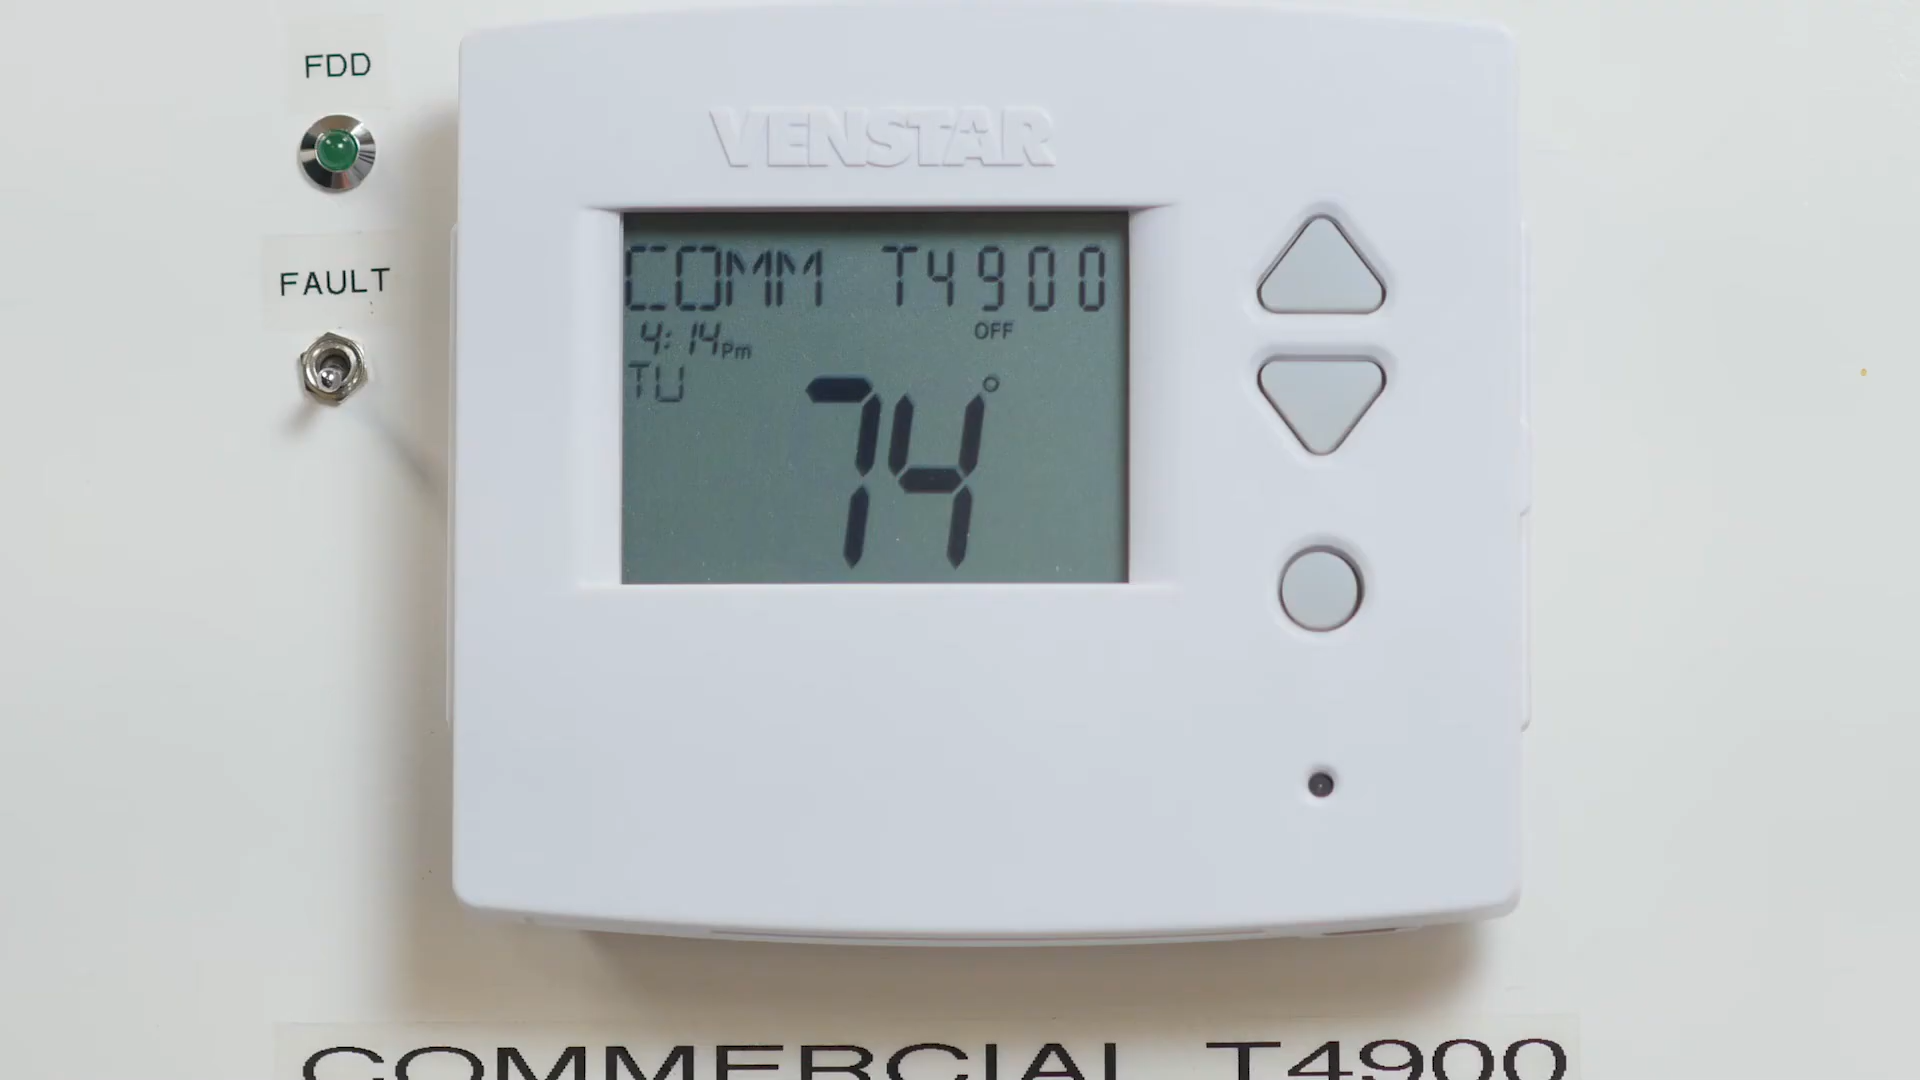 FDD
FAULT
VENSTAR
COMM T4900
4:14Pm
OFF
TU
74°
COMMERCIAL T4900